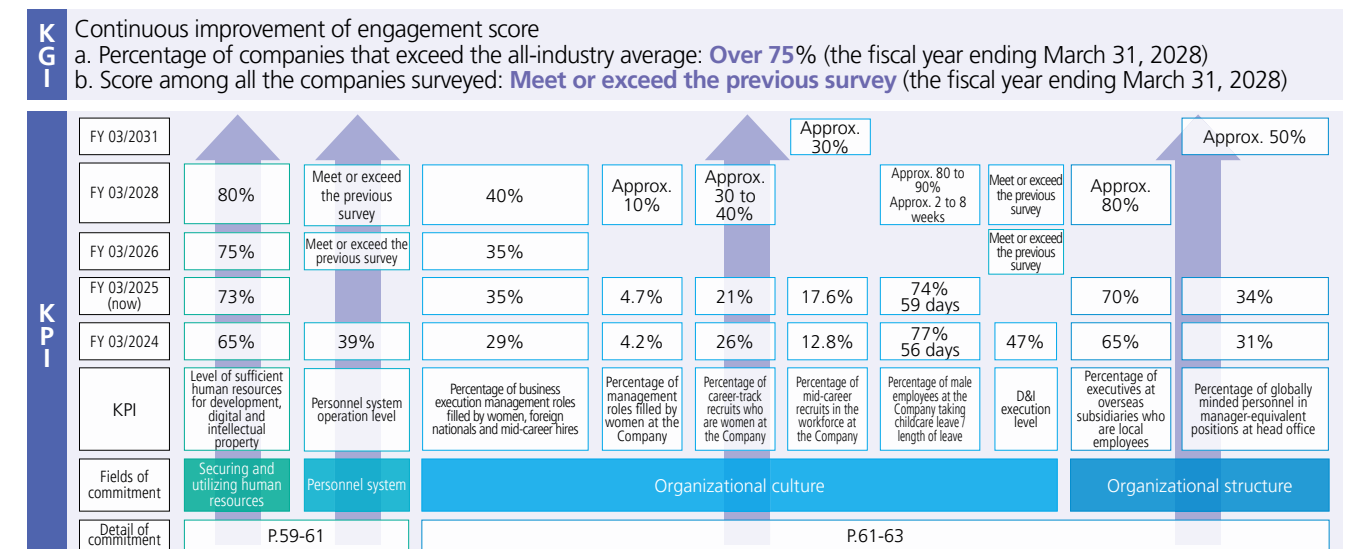 KGI
Continuous improvement of engagement score
a. Percentage of companies that exceed the all-industry average: Over 75% (the fiscal year ending March 31, 2028)
b. Score among all the companies surveyed: Meet or exceed the previous survey (the fiscal year ending March 31, 2028)
KPI
FY 03/2031
Approx.
30%
Approx. 50%
FY 03/2028
80%
Meet or exceed
the previous
survey
40%
Approx.
10%
Approx.
30 to
40%
Approx. 80 to
90%
Approx. 2 to 8
weeks
Meet or exceed
the previous
survey
Approx.
80%
FY 03/2026
75%
Meet or exceed the
previous survey
35%
Meet or exceed
the previous
survey
FY 03/2025
(now)
73%
35%
4.7%
21%
17.6%
74%
59 days
70%
34%
FY 03/2024
65%
39%
29%
4.2%
26%
12.8%
77%
56 days
47%
65%
31%
KPI
Level of sufficient
human resources
for development,
digital and
intellectual
property
Personnel system
operation level
Percentage of business
execution management roles
filled by women, foreign
nationals and mid-career hires
Percentage of
management
roles filled by
women at the
Company
Percentage of
career-track
recruits who
are women at
the Company
Percentage of
mid-career
recruits in the
workforce at
the Company
Percentage of male
employees at the
Company taking
childcare leave /
length of leave
D&I
execution
level
Percentage of
executives at
overseas
subsidiaries who
are local
employees
Percentage of globally
minded personnel in
manager-equivalent
positions at head office
Fields of
commitment
Securing and
utilizing human
resources
Personnel system
Organizational culture
Organizational structure
Detail of
commitment
P.59-61
P.61-63